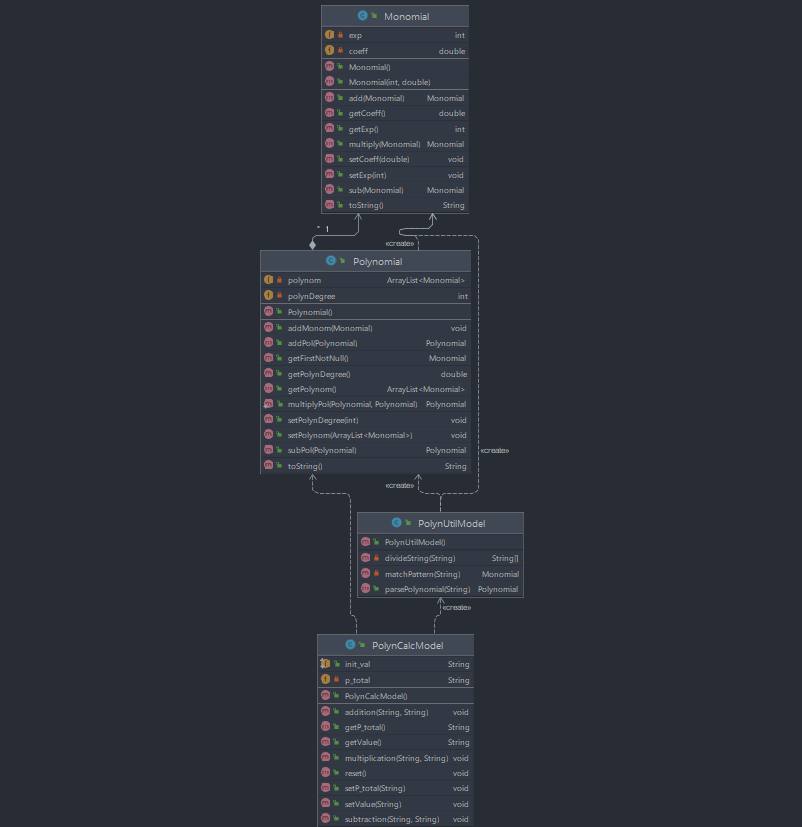 Monomial
exp int
coeff double
Monomial()
Monomial(int, double)
add(Monomial) Monomial
getCoeff() double
getExp() int
multiply(Monomial) Monomial
setCoeff(double) void
setExp(int) void
sub(Monomial) Monomial
toString() String
* 1
«create»
Polynomial
polynom ArrayList<Monomial>
polynDegree int
Polynomial()
addMonom(Monomial) void
addPol(Polynomial) Polynomial
getFirstNotNull() Monomial
getPolynDegree() double
getPolynom() ArrayList<Monomial>
multiplyPol(Polynomial, Polynomial) Polynomial
setPolynDegree(int) void
setPolynom(ArrayList<Monomial>) void
subPol(Polynomial) Polynomial
«create»
toString() String
«create»
PolynUtilModel
PolynUtilModel()
divideString(String) String[]
matchPattern(String) Monomial
parsePolynomial(String) Polynomial
«create»
PolynCalcModel
init_val String
p_total String
PolynCalcModel()
addition(String, String) void
getP_total() String
getValue() String
multiplication(String, String) void
reset() void
setP_total(String) void
setValue(String) void
subtraction(String, String) void